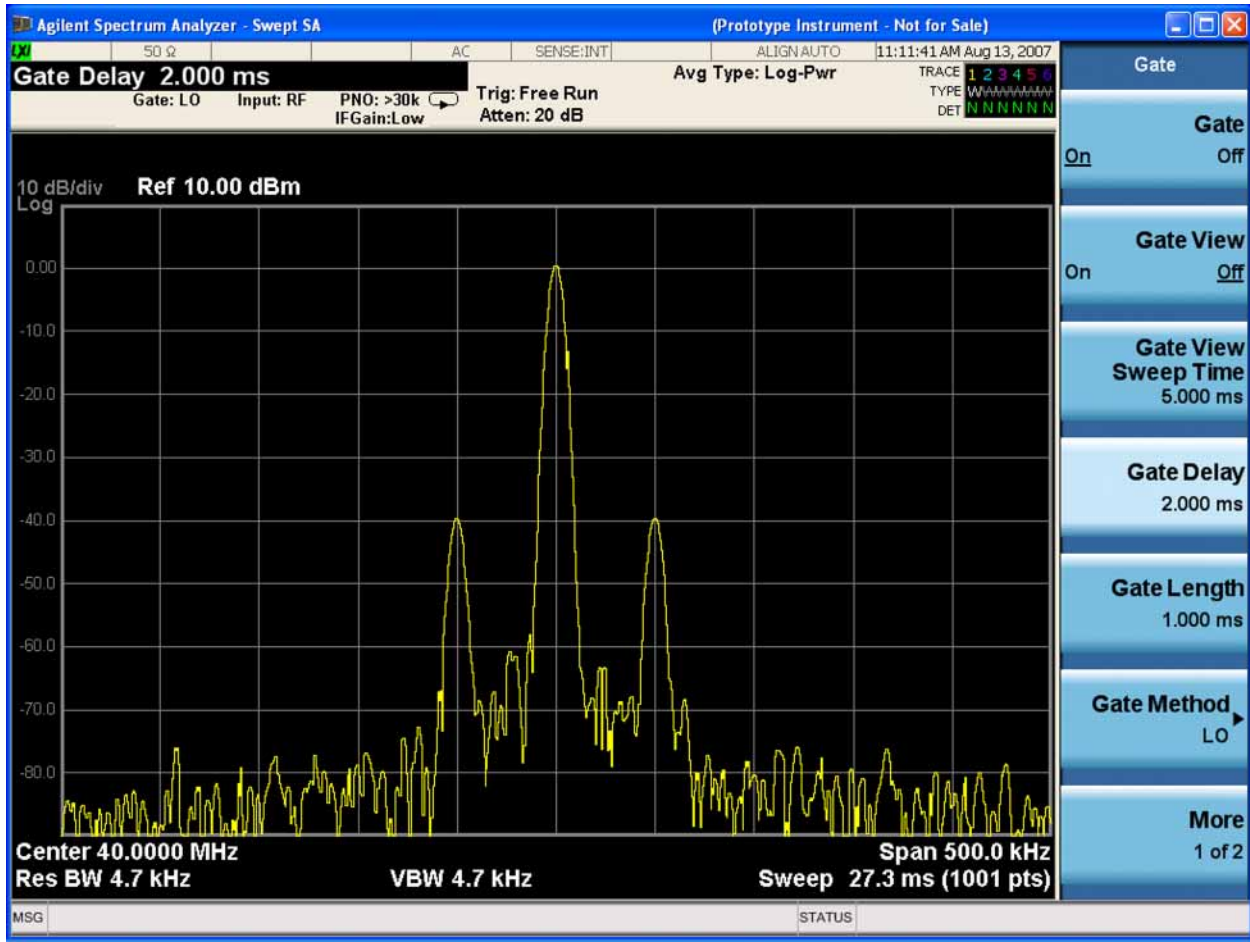 Agilent Spectrum Analyzer - Swept SA (Prototype Instrument - Not for Sale)
LXI 50 Ω AC SENSE:INT ALIGN AUTO 11:11:41 AM Aug 13, 2007
Gate Delay 2.000 ms
Gate: LO Input: RF PNO: >30k IFGain:Low
Trig: Free Run
Atten: 20 dB
Avg Type: Log-Pwr
TRACE 1 2 3 4 5 6
TYPE WWWWWWW
DET N N N N N N
10 dB/div Ref 10.00 dBm
Log
0.00
-10.0
-20.0
-30.0
-40.0
-50.0
-60.0
-70.0
-80.0
Center 40.0000 MHz Span 500.0 kHz
Res BW 4.7 kHz VBW 4.7 kHz Sweep 27.3 ms (1001 pts)
MSG STATUS
Gate
Gate
On Off
Gate View
On Off
Gate View
Sweep Time
5.000 ms
Gate Delay
2.000 ms
Gate Length
1.000 ms
Gate Method
LO
More
1 of 2